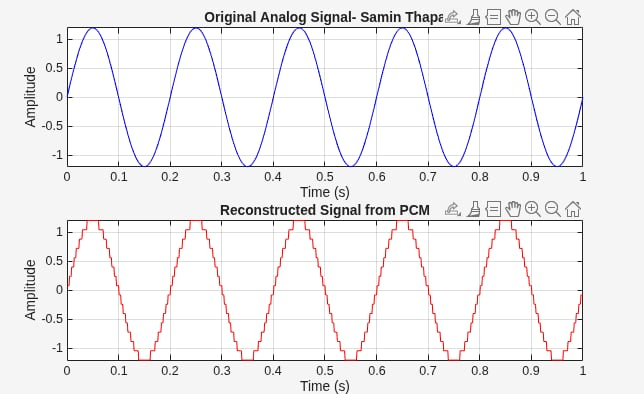 Original Analog Signal- Samin Thapa
1
0.5
0
-0.5
-1
Amplitude
0 0.1 0.2 0.3 0.4 0.5 0.6 0.7 0.8 0.9 1
Time (s)
Reconstructed Signal from PCM
1
0.5
0
-0.5
-1
Amplitude
0 0.1 0.2 0.3 0.4 0.5 0.6 0.7 0.8 0.9 1
Time (s)